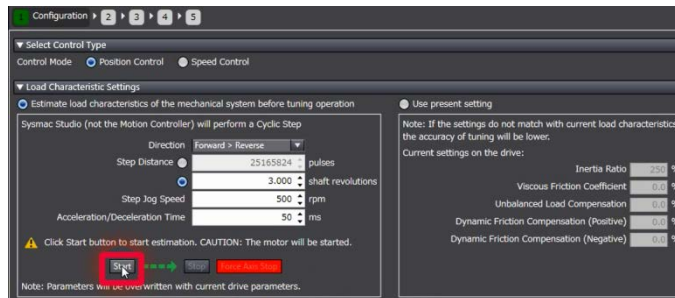 1 Configuration 2 3 4 5
Select Control Type
Control Mode Position Control Speed Control
Load Characteristic Settings
Estimate load characteristics of the mechanical system before tuning operation
Sysmac Studio (not the Motion Controller) will perform a Cyclic Step
Direction Forward > Reverse
Step Distance 25165824 pulses
3.000 shaft revolutions
Step Jog Speed 500 rpm
Acceleration/Deceleration Time 50 ms
Click Start button to start estimation. CAUTION: The motor will be started.
Start Stop Force Axis Stop
Note: Parameters will be overwritten with current drive parameters.
Use present setting
Note: If the settings do not match with current load characteristics
the accuracy of tuning will be lower.
Current settings on the drive:
Inertia Ratio 250 %
Viscous Friction Coefficient 0.0 %
Unbalanced Load Compensation 0.0 %
Dynamic Friction Compensation (Positive) 0.0 %
Dynamic Friction Compensation (Negative) 0.0 %